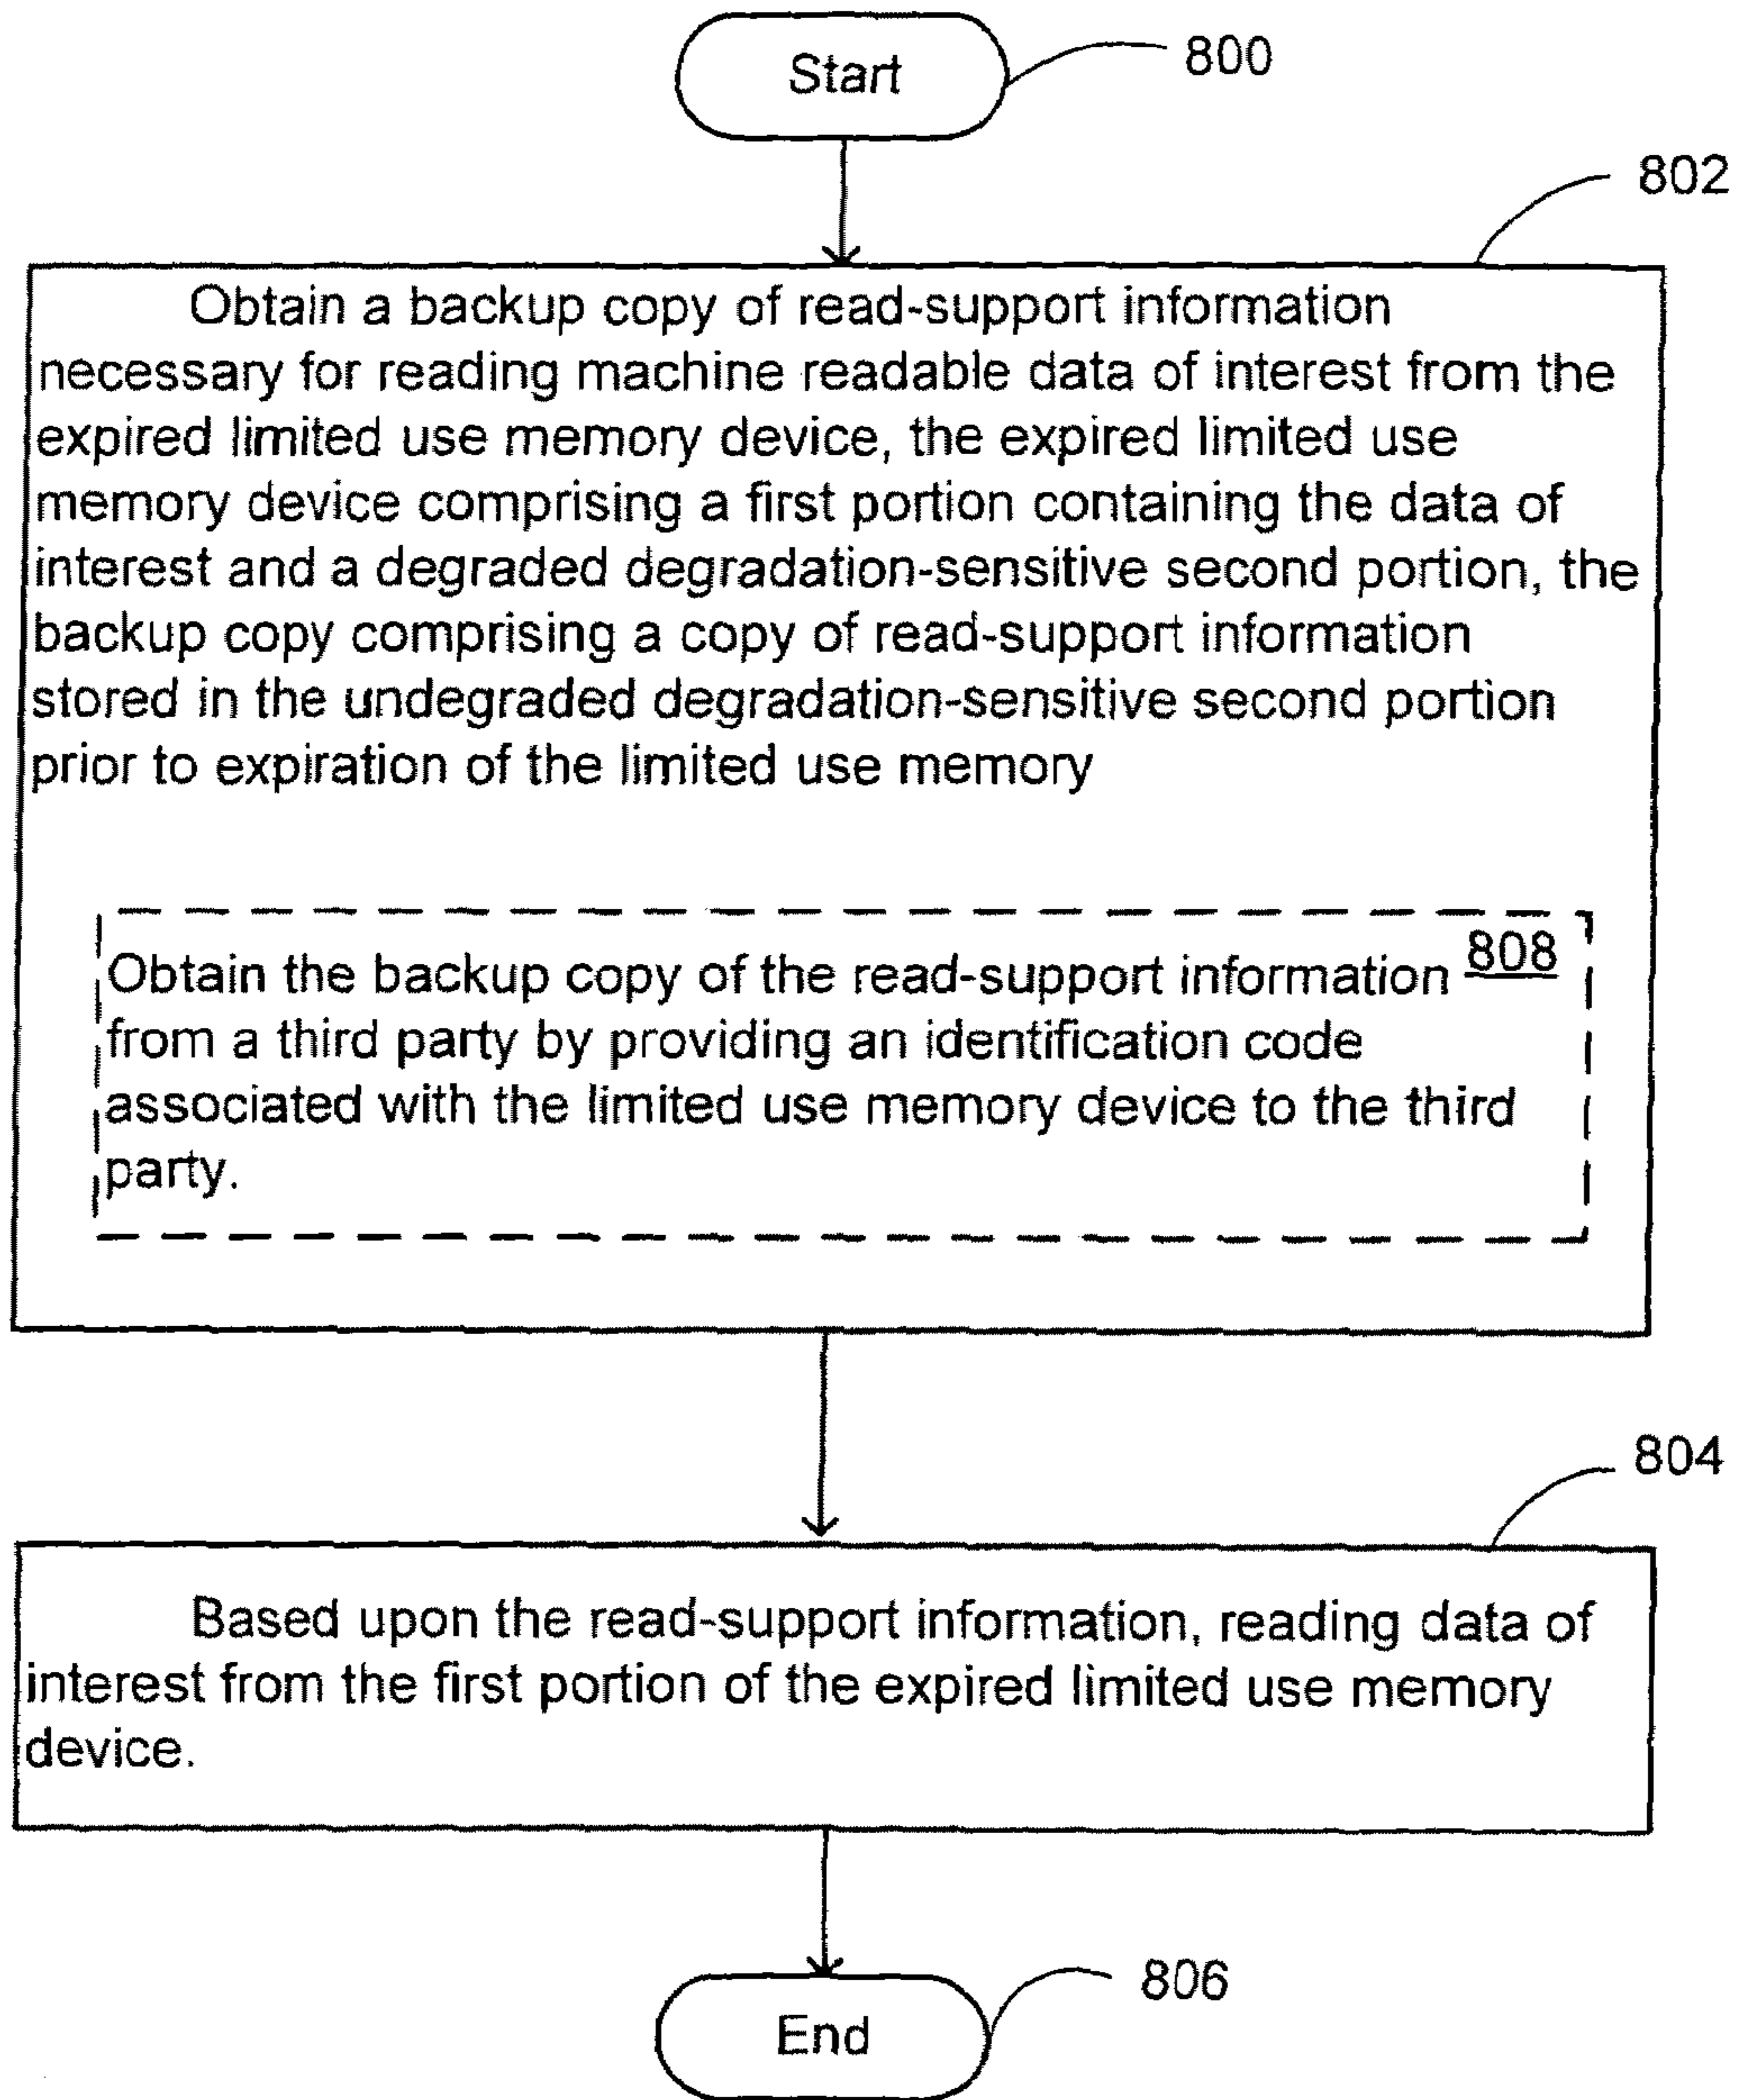 Start
800
802
Obtain a backup copy of read-support information
necessary for reading machine readable data of interest from the
expired limited use memory device, the expired limited use
memory device comprising a first portion containing the data of
interest and a degraded degradation-sensitive second portion, the
backup copy comprising a copy of read-support information
stored in the undegraded degradation-sensitive second portion
prior to expiration of the limited use memory
Obtain the backup copy of the read-support information 808
from a third party by providing an identification code
associated with the limited use memory device to the third
party.
804
Based upon the read-support information, reading data of
interest from the first portion of the expired limited use memory
device.
806
End